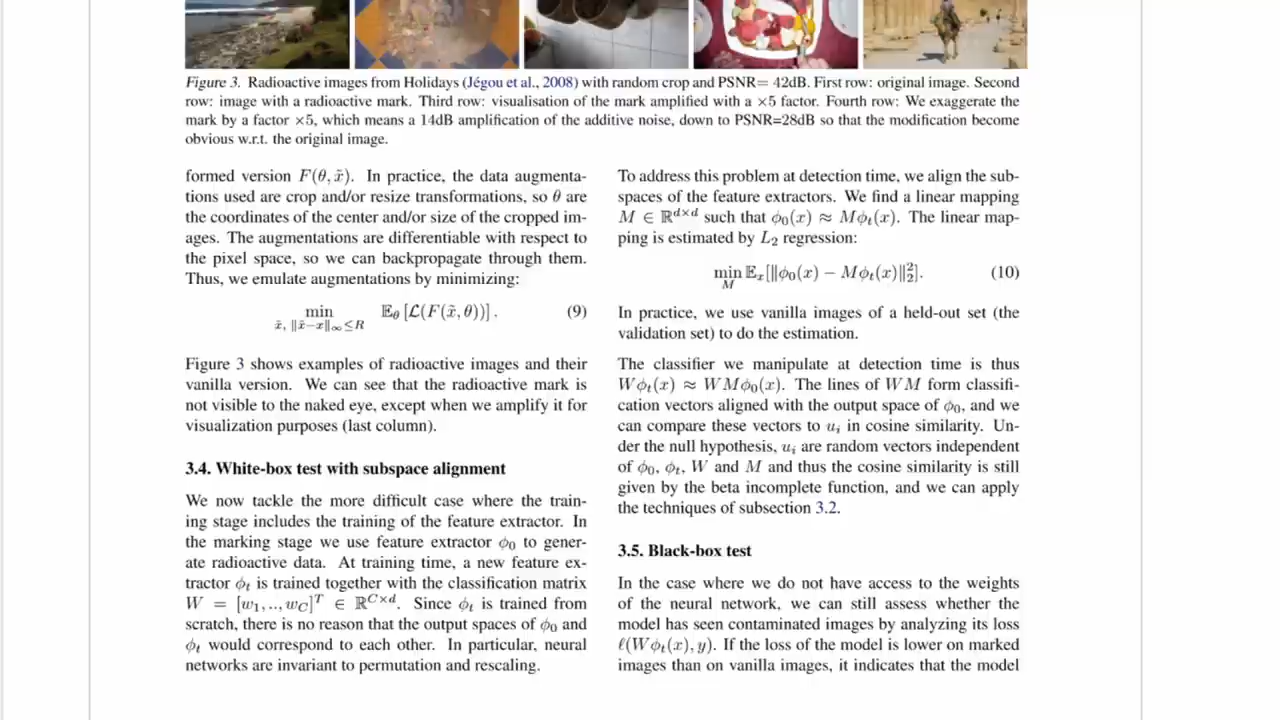 Figure 3. Radioactive images from Holidays (Jégou et al., 2008) with random crop and PSNR= 42dB. First row: original image. Second
row: image with a radioactive mark. Third row: visualisation of the mark amplified with a ×5 factor. Fourth row: We exaggerate the
mark by a factor ×5, which means a 14dB amplification of the additive noise, down to PSNR=28dB so that the modification become
obvious w.r.t. the original image.
formed version F(θ, x̃). In practice, the data augmenta-
tions used are crop and/or resize transformations, so θ are
the coordinates of the center and/or size of the cropped im-
ages. The augmentations are differentiable with respect to
the pixel space, so we can backpropagate through them.
Thus, we emulate augmentations by minimizing:
min x̃, ‖x̃−x‖∞≤R 𝔼θ [ℒ(F(x̃, θ))] . (9)
Figure 3 shows examples of radioactive images and their
vanilla version. We can see that the radioactive mark is
not visible to the naked eye, except when we amplify it for
visualization purposes (last column).
3.4. White-box test with subspace alignment
We now tackle the more difficult case where the train-
ing stage includes the training of the feature extractor. In
the marking stage we use feature extractor ϕ₀ to gener-
ate radioactive data. At training time, a new feature ex-
tractor ϕₜ is trained together with the classification matrix
W = [w₁, .., w_C]ᵀ ∈ ℝ^{C×d}. Since ϕₜ is trained from
scratch, there is no reason that the output spaces of ϕ₀ and
ϕₜ would correspond to each other. In particular, neural
networks are invariant to permutation and rescaling.
To address this problem at detection time, we align the sub-
spaces of the feature extractors. We find a linear mapping
M ∈ ℝ^{d×d} such that ϕ₀(x) ≈ Mϕₜ(x). The linear map-
ping is estimated by L₂ regression:
min M 𝔼ₓ[‖ϕ₀(x) − Mϕₜ(x)‖₂²]. (10)
In practice, we use vanilla images of a held-out set (the
validation set) to do the estimation.
The classifier we manipulate at detection time is thus
Wϕₜ(x) ≈ WMϕ₀(x). The lines of WM form classifi-
cation vectors aligned with the output space of ϕ₀, and we
can compare these vectors to uᵢ in cosine similarity. Un-
der the null hypothesis, uᵢ are random vectors independent
of ϕ₀, ϕₜ, W and M and thus the cosine similarity is still
given by the beta incomplete function, and we can apply
the techniques of subsection 3.2.
3.5. Black-box test
In the case where we do not have access to the weights
of the neural network, we can still assess whether the
model has seen contaminated images by analyzing its loss
ℓ(Wϕₜ(x), y). If the loss of the model is lower on marked
images than on vanilla images, it indicates that the model